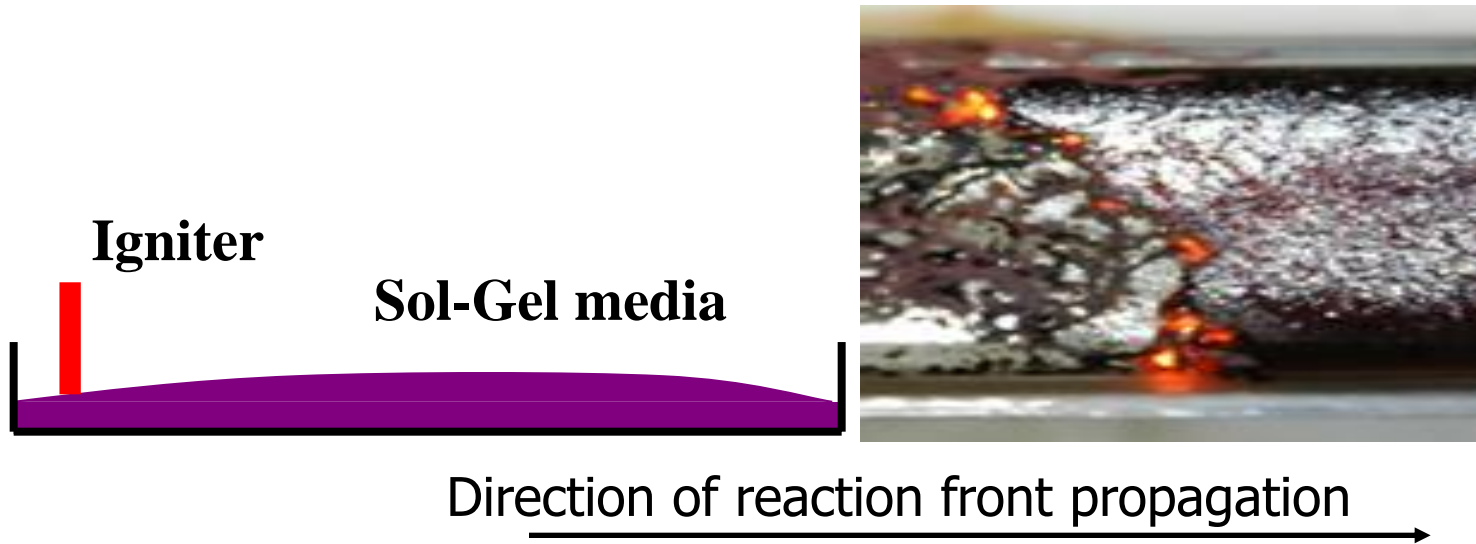 Igniter
Sol-Gel media
Direction of reaction front propagation